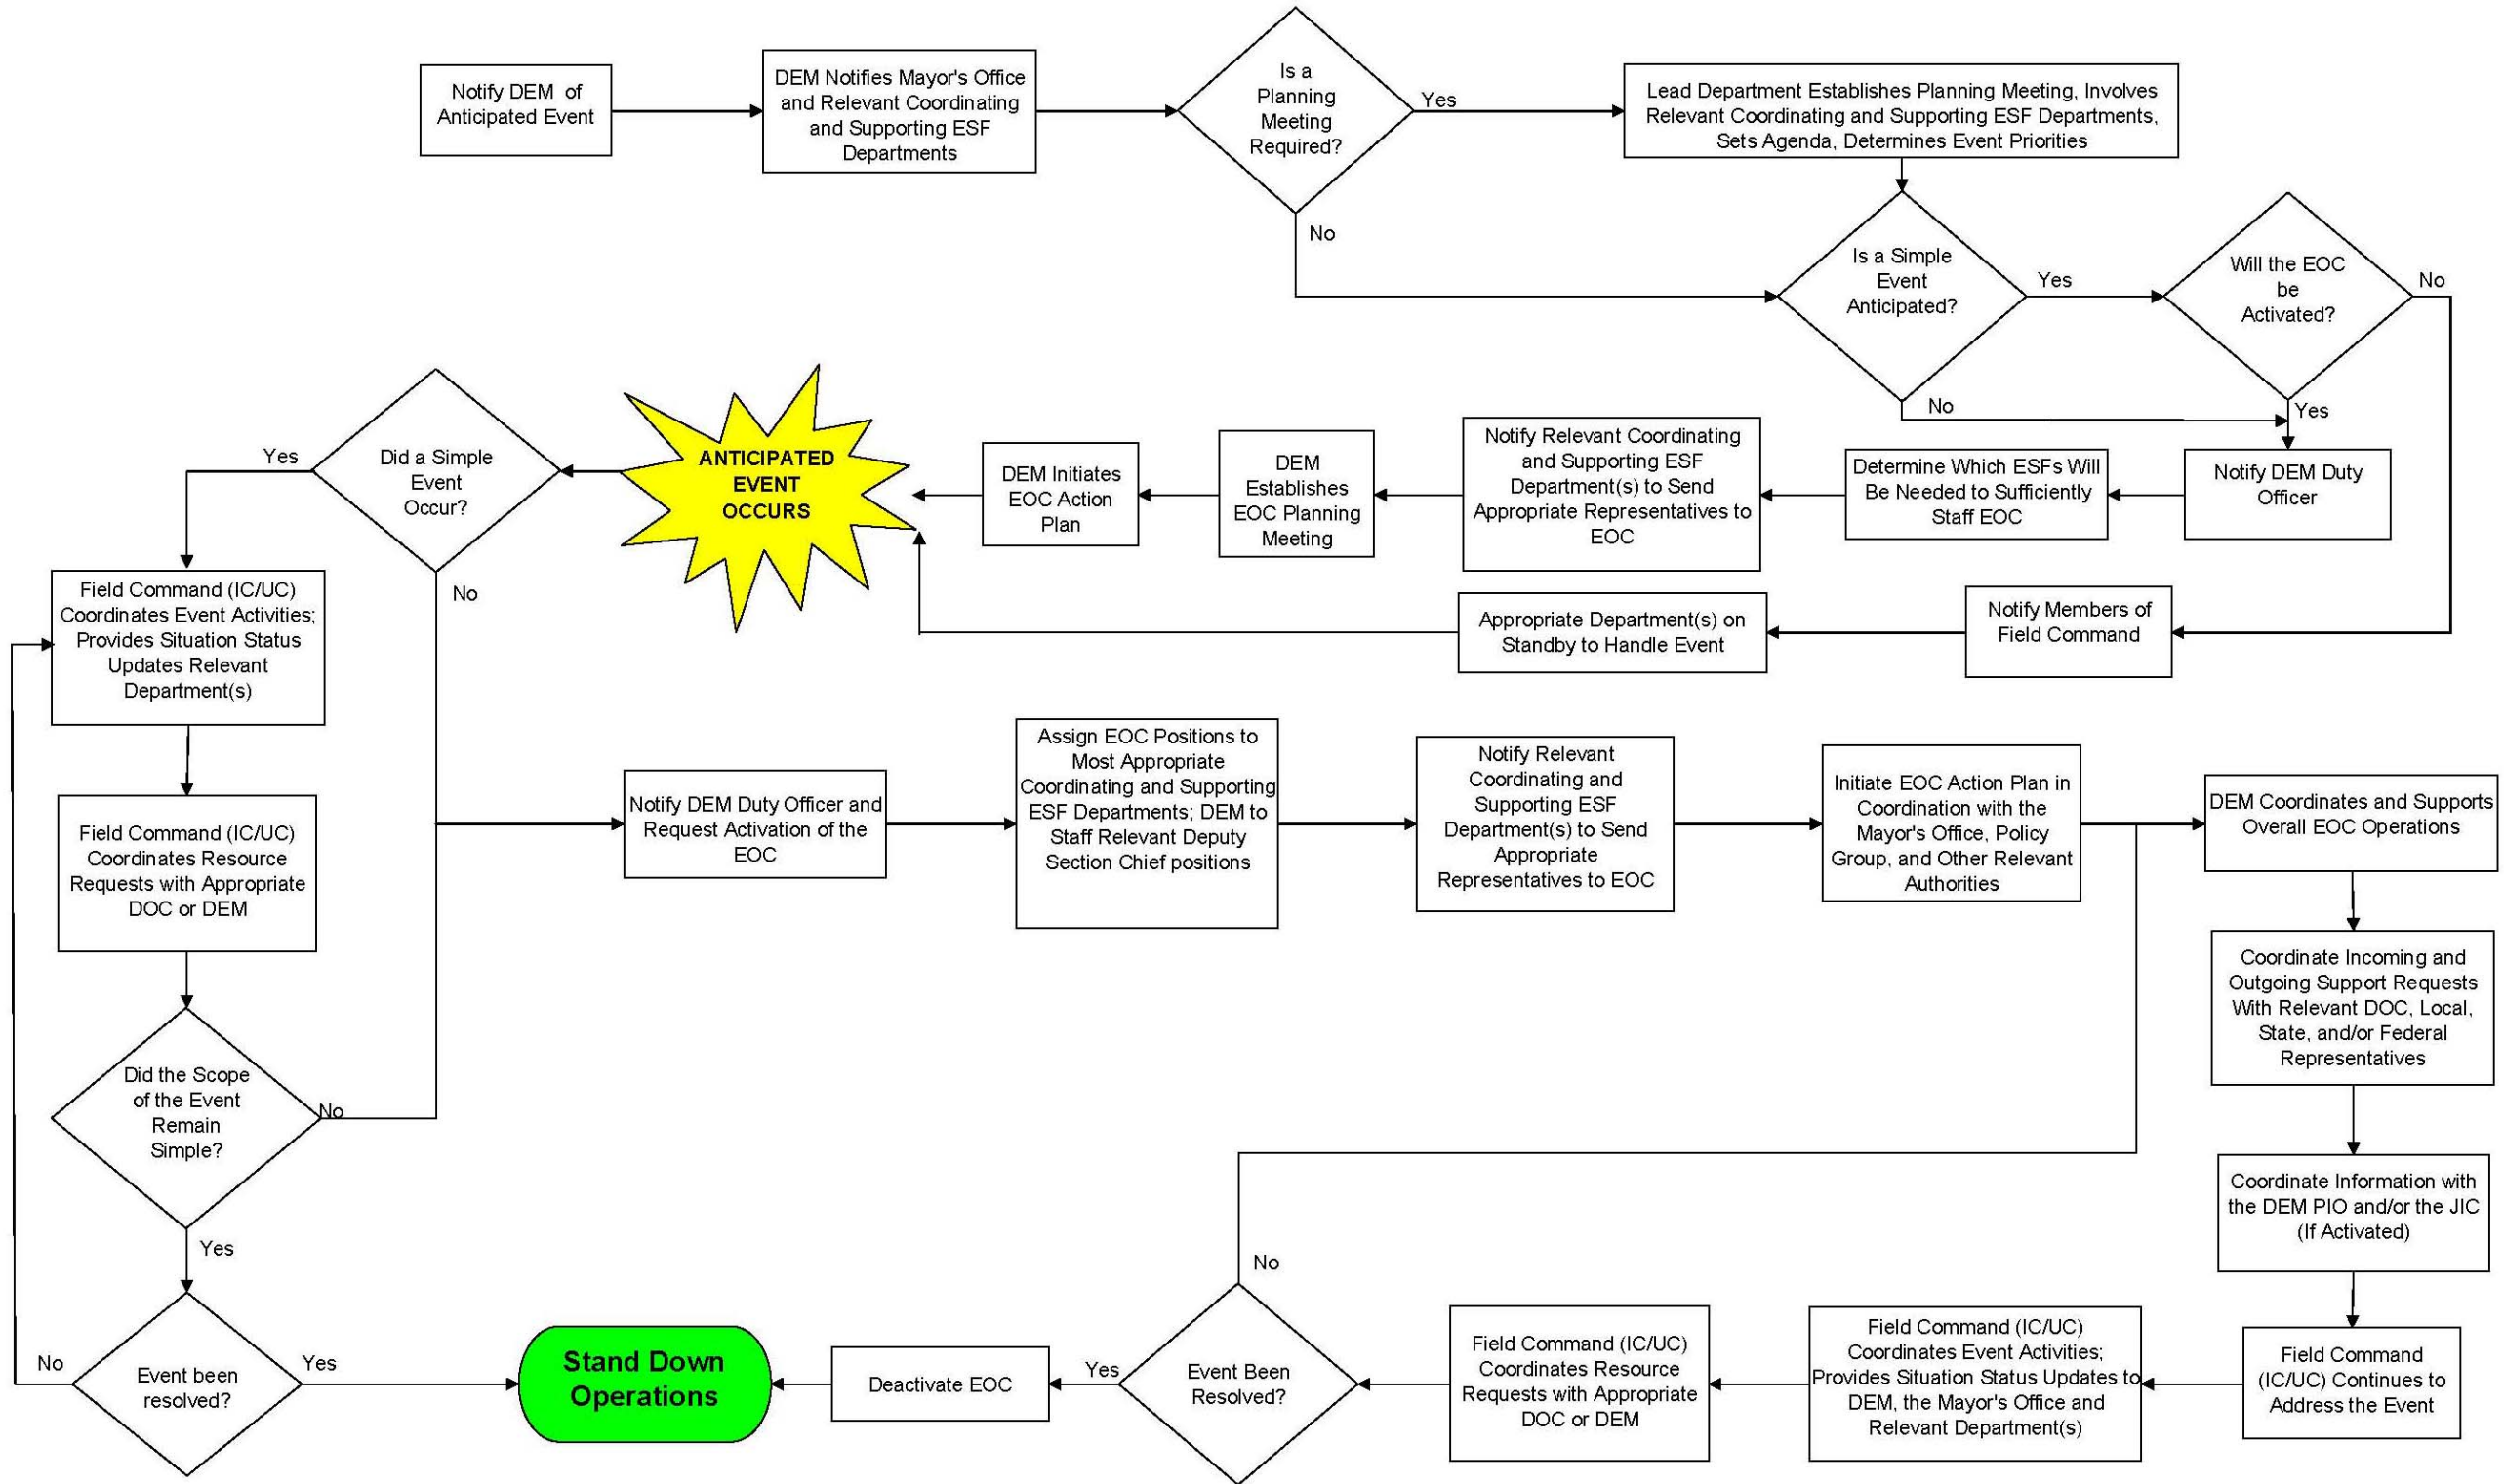 Notify DEM of
Anticipated Event
DEM Notifies Mayor's Office
and Relevant Coordinating
and Supporting ESF
Departments
Is a
Planning
Meeting
Required?
Yes
No
Lead Department Establishes Planning Meeting, Involves
Relevant Coordinating and Supporting ESF Departments,
Sets Agenda, Determines Event Priorities
Is a Simple
Event
Anticipated?
Yes
No
Will the EOC
be
Activated?
No
Yes
Notify DEM Duty
Officer
Determine Which ESFs Will
Be Needed to Sufficiently
Staff EOC
Notify Relevant Coordinating
and Supporting ESF
Department(s) to Send
Appropriate Representatives to
EOC
DEM
Establishes
EOC Planning
Meeting
DEM Initiates
EOC Action
Plan
Notify Members of
Field Command
Appropriate Department(s) on
Standby to Handle Event
ANTICIPATED
EVENT
OCCURS
Did a Simple
Event
Occur?
Yes
No
Field Command (IC/UC)
Coordinates Event Activities;
Provides Situation Status
Updates Relevant
Department(s)
Field Command (IC/UC)
Coordinates Resource
Requests with Appropriate
DOC or DEM
Did the Scope
of the Event
Remain
Simple?
No
Yes
Event been
resolved?
No
Yes
Notify DEM Duty Officer and
Request Activation of the
EOC
Assign EOC Positions to
Most Appropriate
Coordinating and Supporting
ESF Departments; DEM to
Staff Relevant Deputy
Section Chief positions
Notify Relevant
Coordinating and
Supporting ESF
Department(s) to Send
Appropriate
Representatives to EOC
Initiate EOC Action Plan in
Coordination with the
Mayor's Office, Policy
Group, and Other Relevant
Authorities
DEM Coordinates and Supports
Overall EOC Operations
Coordinate Incoming and
Outgoing Support Requests
With Relevant DOC, Local,
State, and/or Federal
Representatives
Coordinate Information with
the DEM PIO and/or the JIC
(If Activated)
Field Command
(IC/UC) Continues to
Address the Event
Field Command (IC/UC)
Coordinates Event Activities;
Provides Situation Status Updates to
DEM, the Mayor's Office and
Relevant Department(s)
Field Command (IC/UC)
Coordinates Resource
Requests with Appropriate
DOC or DEM
Event Been
Resolved?
No
Yes
Deactivate EOC
Stand Down
Operations